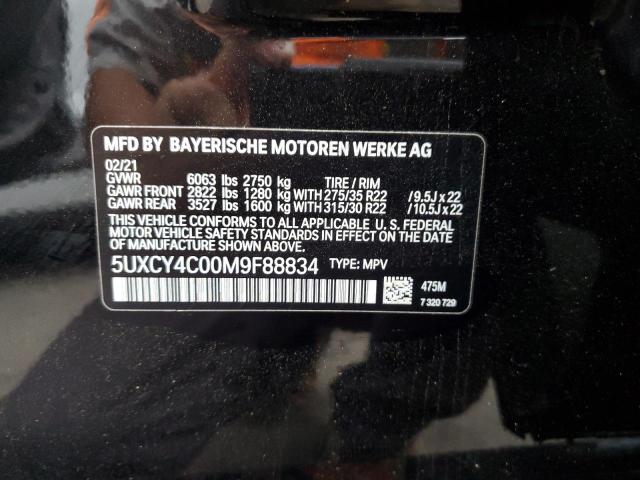 MFD BY BAYERISCHE MOTOREN WERKE AG
02/21
GVWR 6063 lbs 2750 kg TIRE / RIM
GAWR FRONT 2822 lbs 1280 kg WITH 275/35 R22 / 9.5J x 22
GAWR REAR 3527 lbs 1600 kg WITH 315/30 R22 / 10.5J x 22
THIS VEHICLE CONFORMS TO ALL APPLICABLE U. S. FEDERAL
MOTOR VEHICLE SAFETY STANDARDS IN EFFECT ON THE DATE OF
MANUFACTURE SHOWN ABOVE.
5UXCY4C00M9F88834 TYPE: MPV
475M
7 320 729